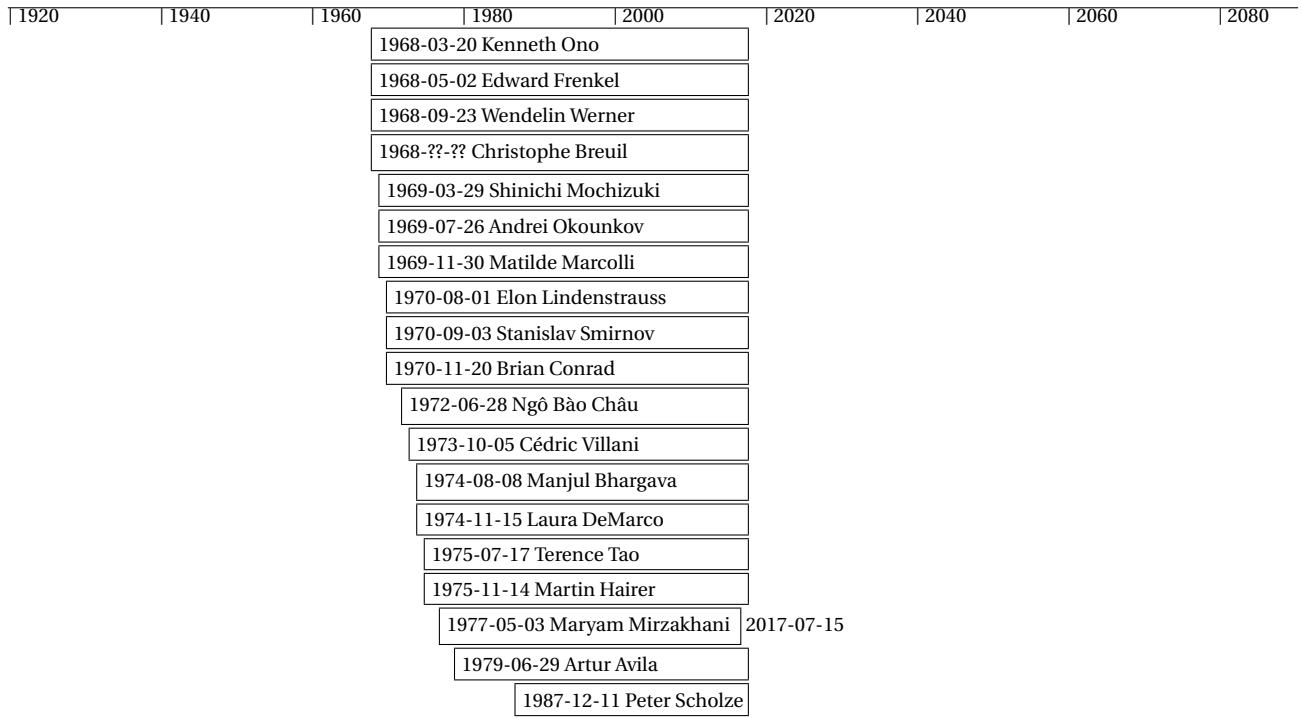 1920 1940 1960 1980 2000 2020 2040 2060 2080
1968-03-20 Kenneth Ono
1968-05-02 Edward Frenkel
1968-09-23 Wendelin Werner
1968-??-?? Christophe Breuil
1969-03-29 Shinichi Mochizuki
1969-07-26 Andrei Okounkov
1969-11-30 Matilde Marcolli
1970-08-01 Elon Lindenstrauss
1970-09-03 Stanislav Smirnov
1970-11-20 Brian Conrad
1972-06-28 Ngô Bào Châu
1973-10-05 Cédric Villani
1974-08-08 Manjul Bhargava
1974-11-15 Laura DeMarco
1975-07-17 Terence Tao
1975-11-14 Martin Hairer
1977-05-03 Maryam Mirzakhani 2017-07-15
1979-06-29 Artur Avila
1987-12-11 Peter Scholze